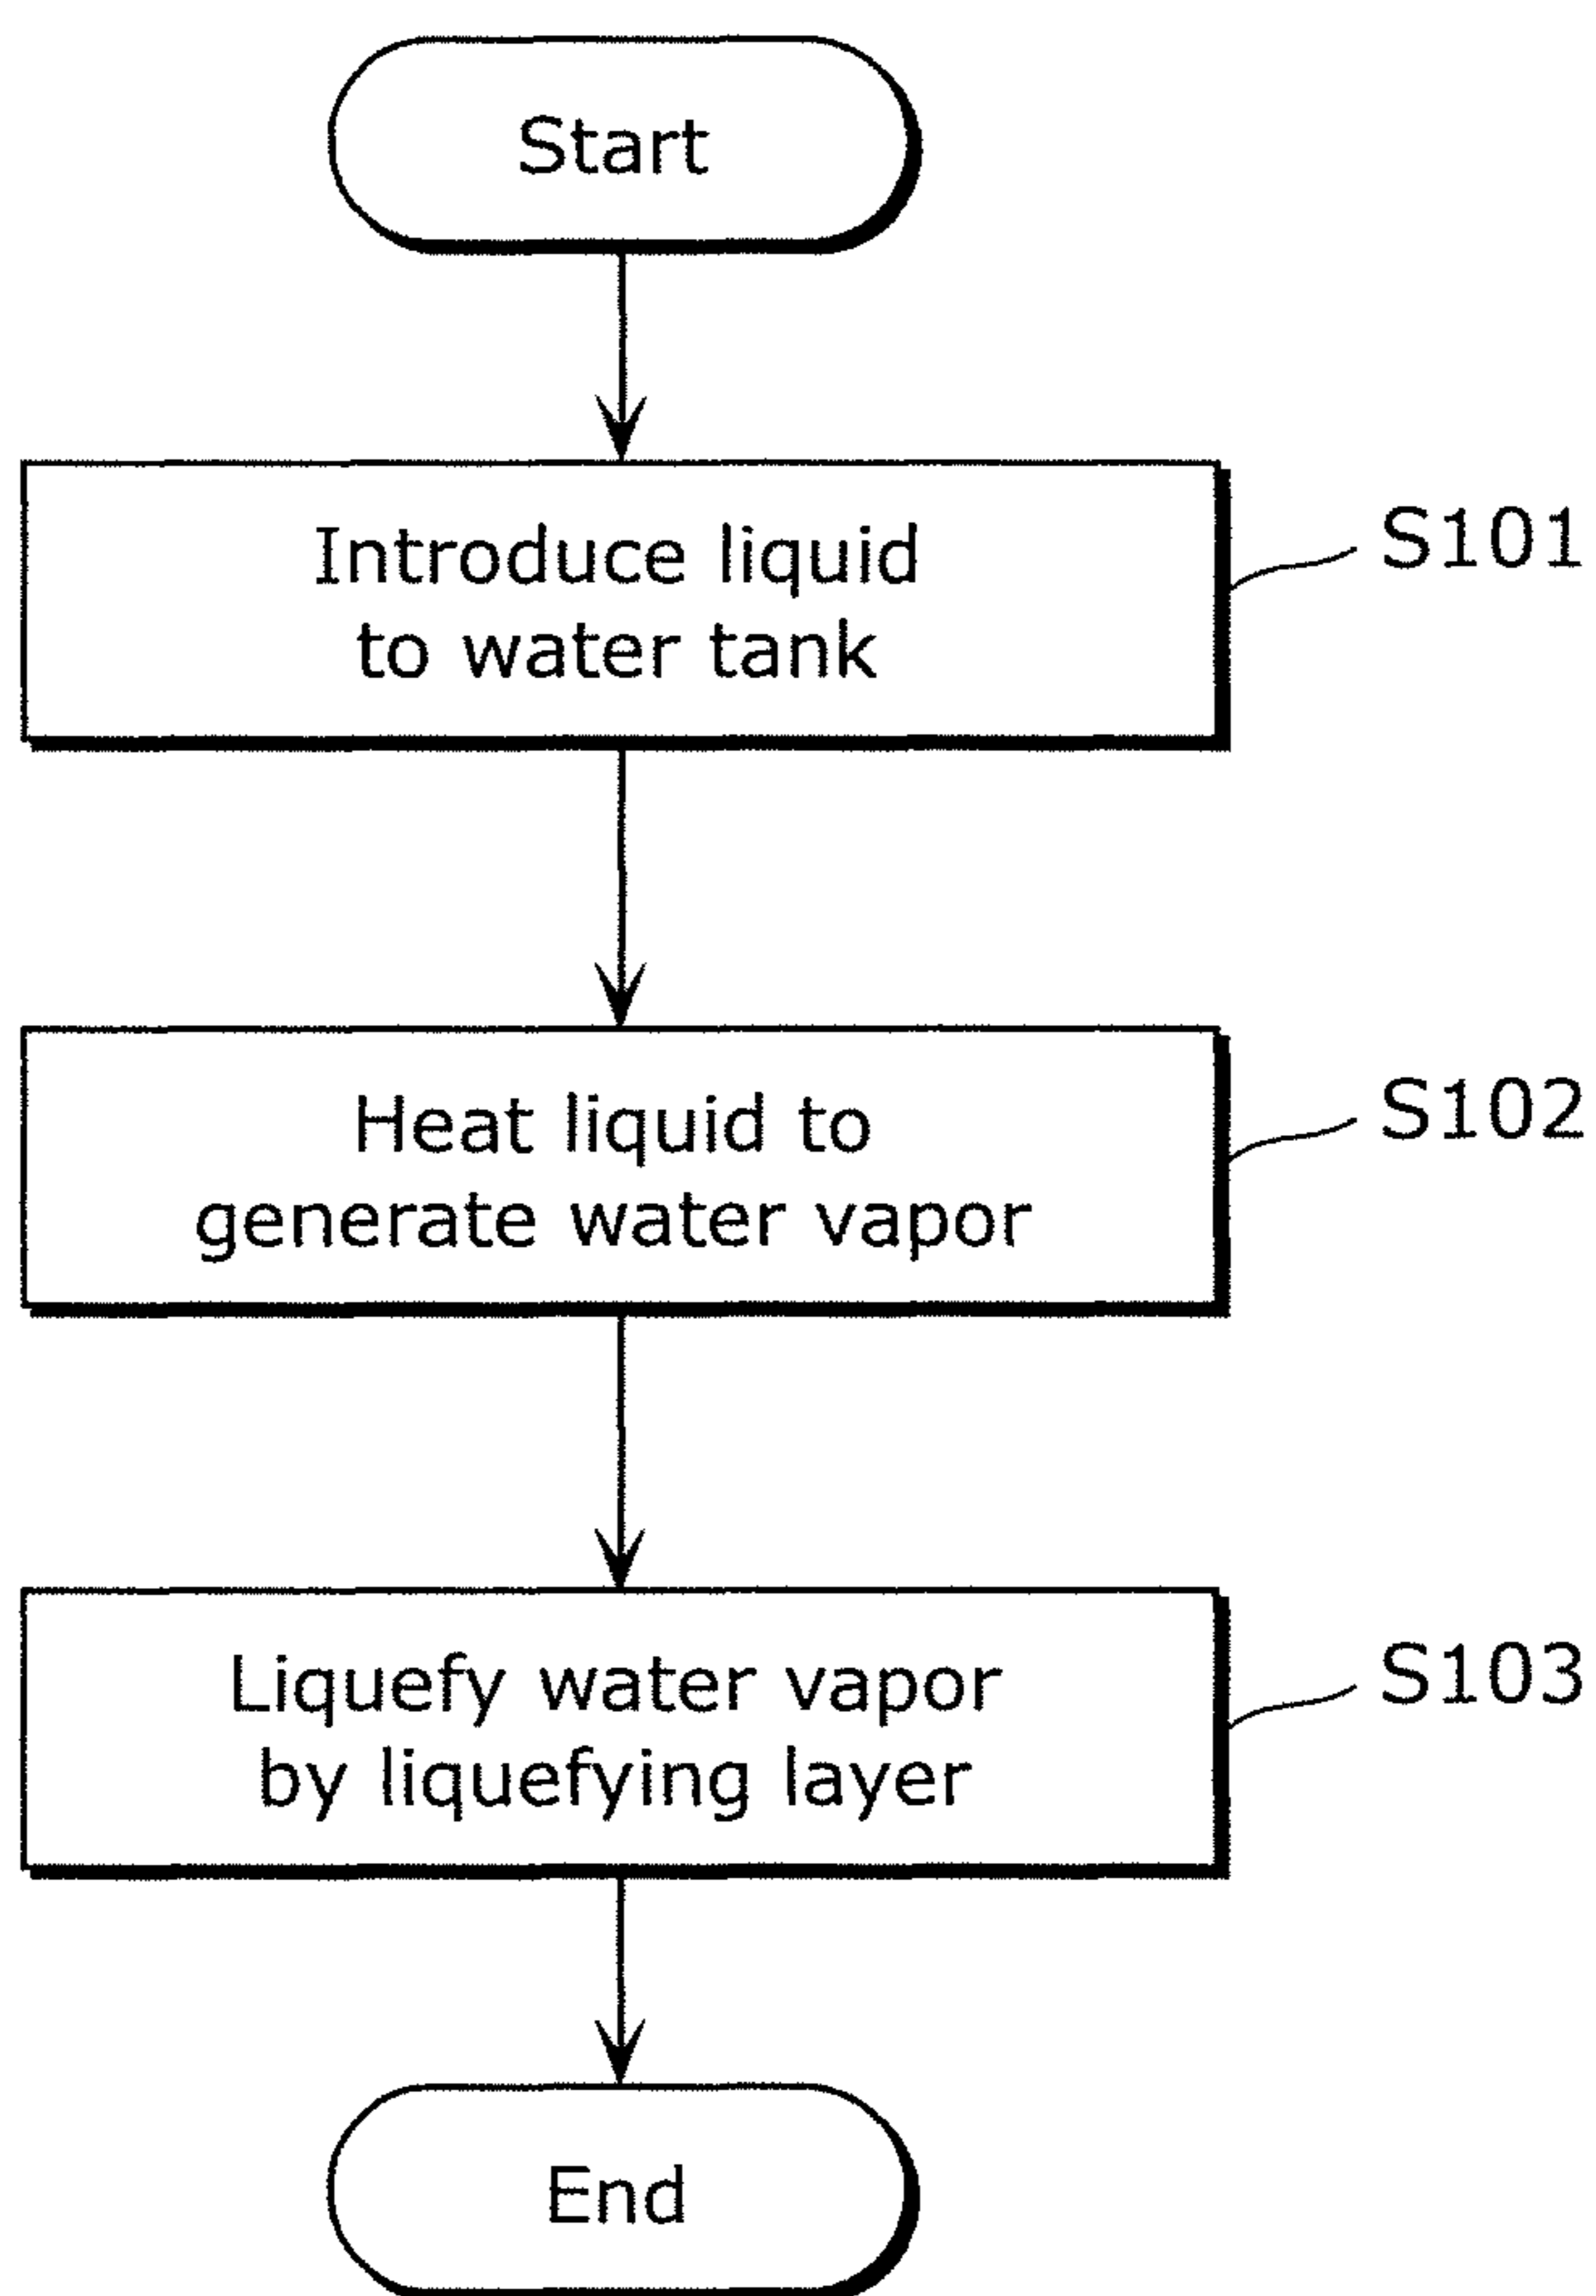 Start
Introduce liquid
to water tank
S101
Heat liquid to
generate water vapor
S102
Liquefy water vapor
by liquefying layer
S103
End